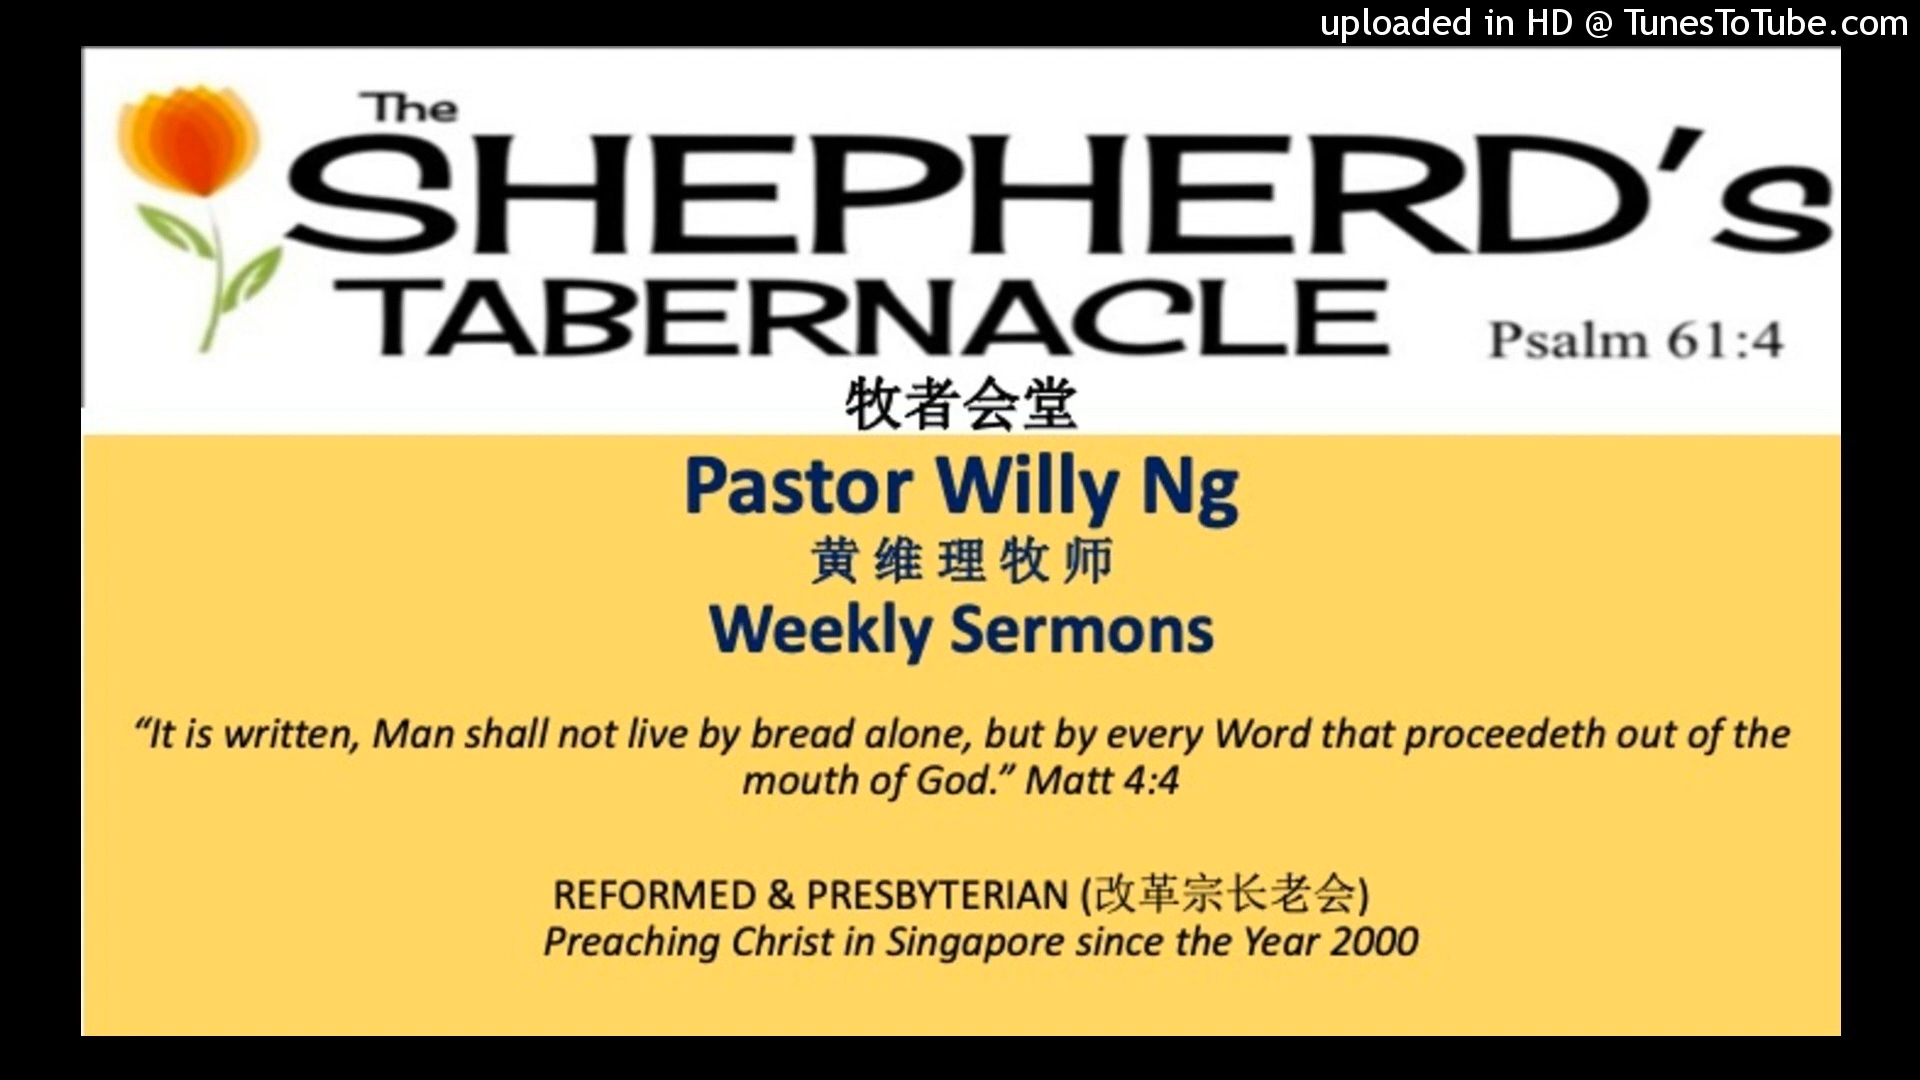 uploaded in HD @ TunesToTube.com
The
SHEPHERD's
TABERNACLE
Psalm 61:4
牧者会堂
Pastor Willy Ng
黄维理牧师
Weekly Sermons
“It is written, Man shall not live by bread alone, but by every Word that proceedeth out of the
mouth of God.” Matt 4:4
REFORMED & PRESBYTERIAN (改革宗长老会)
Preaching Christ in Singapore since the Year 2000